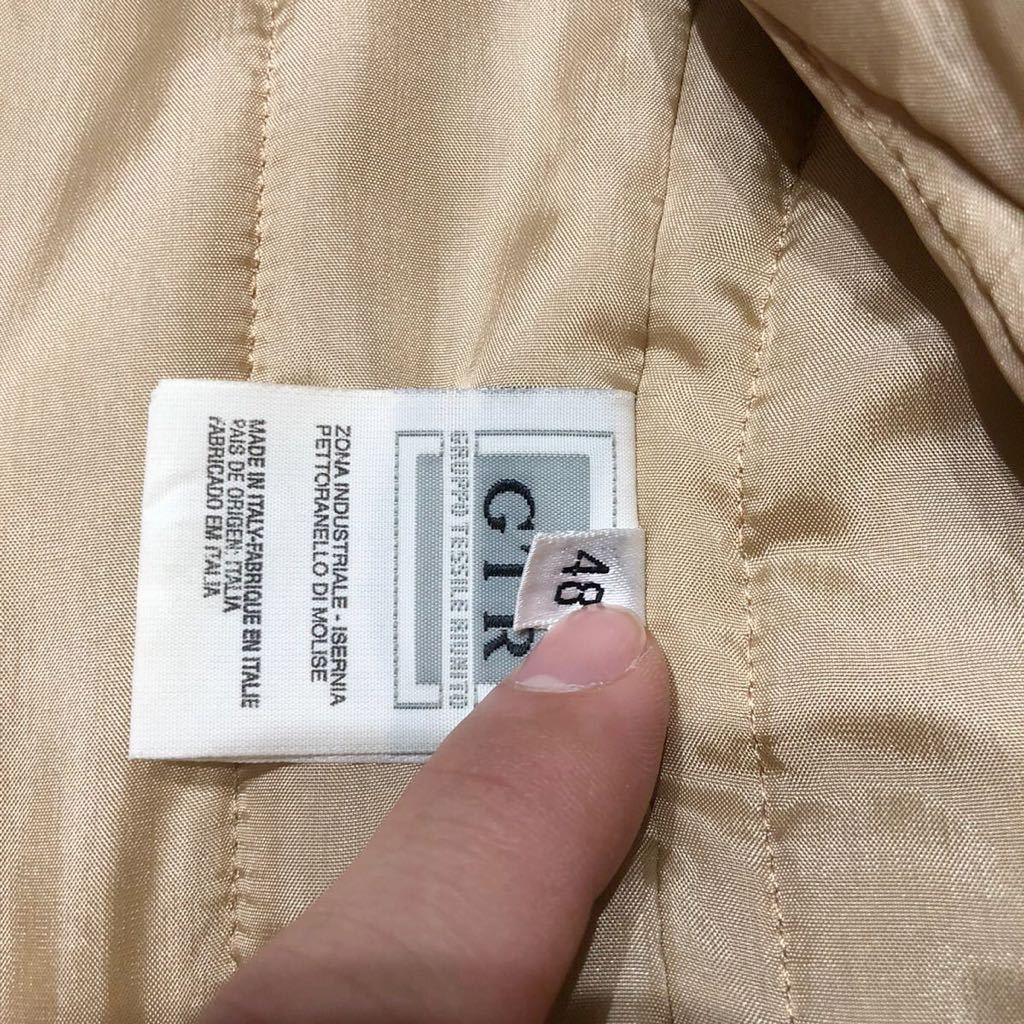 48
GTR
GRUPPO TESSILE RIUNITO
ZONA INDUSTRIALE - ISERNIA
PETTORANELLO DI MOLISE
MADE IN ITALY-FABRIQUE EN ITALIE
PAIS DE ORIGEN: ITALIA
FABRICADO EM ITALIA